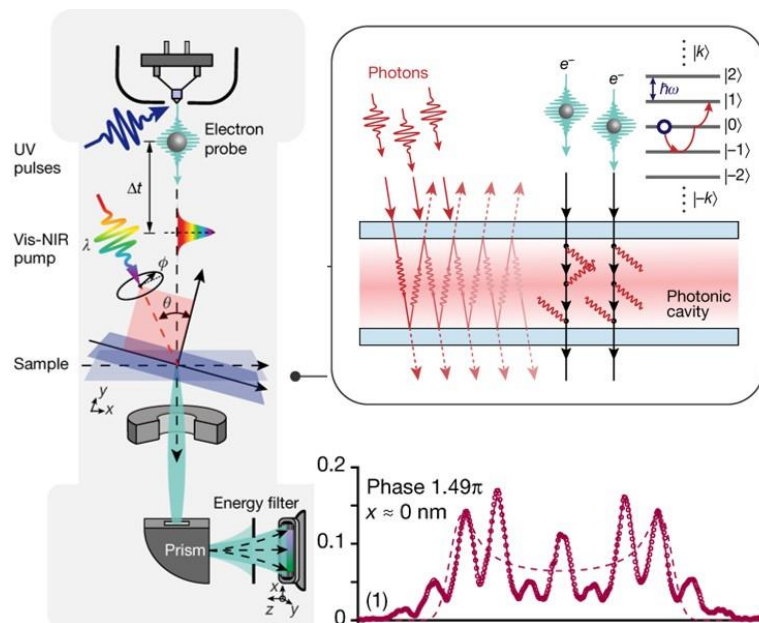 UV
pulses
Electron
probe
Δt
Vis-NIR
pump
λ
ϕ
θ
Sample
y
x
Energy filter
Prism
x
z
y
Photons
e⁻
e⁻
⋮ |k⟩
|2⟩
ħω
|1⟩
|0⟩
|−1⟩
|−2⟩
⋮ |−k⟩
Photonic
cavity
0.2
Phase 1.49π
x ≈ 0 nm
0.1
(1)
0